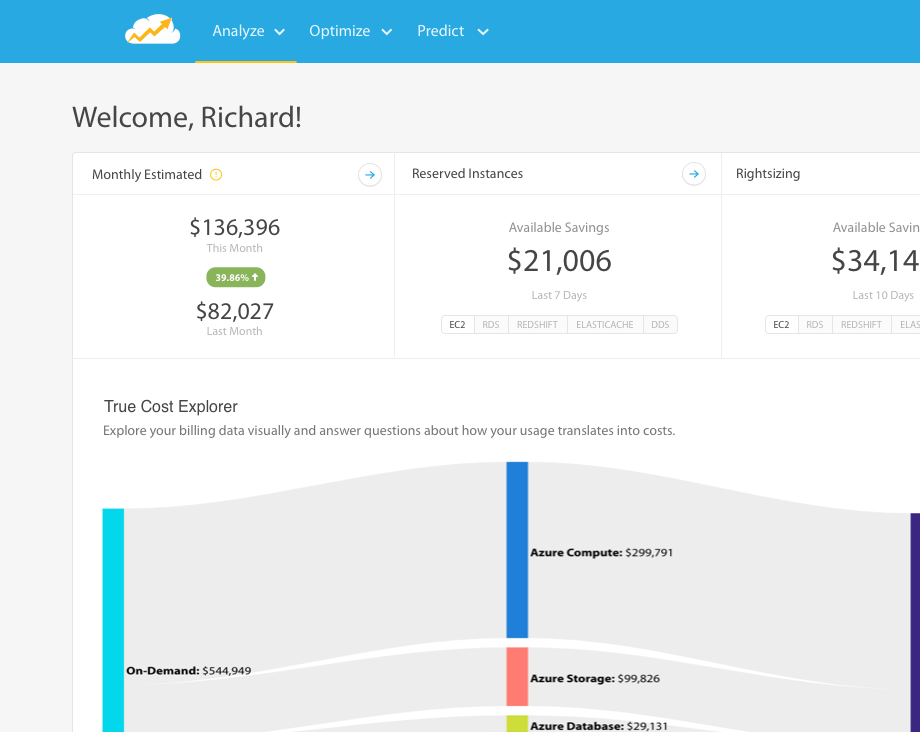 Analyze Optimize Predict
Welcome, Richard!
Monthly Estimated
$136,396
This Month
39.86%
$82,027
Last Month
Reserved Instances
Available Savings
$21,006
Last 7 Days
EC2 RDS REDSHIFT ELASTICACHE DDS
Rightsizing
Available Savin
$34,14
Last 10 Days
EC2 RDS REDSHIFT ELAS
True Cost Explorer
Explore your billing data visually and answer questions about how your usage translates into costs.
Azure Compute: $299,791
On-Demand: $544,949
Azure Storage: $99,826
Azure Database: $29,131